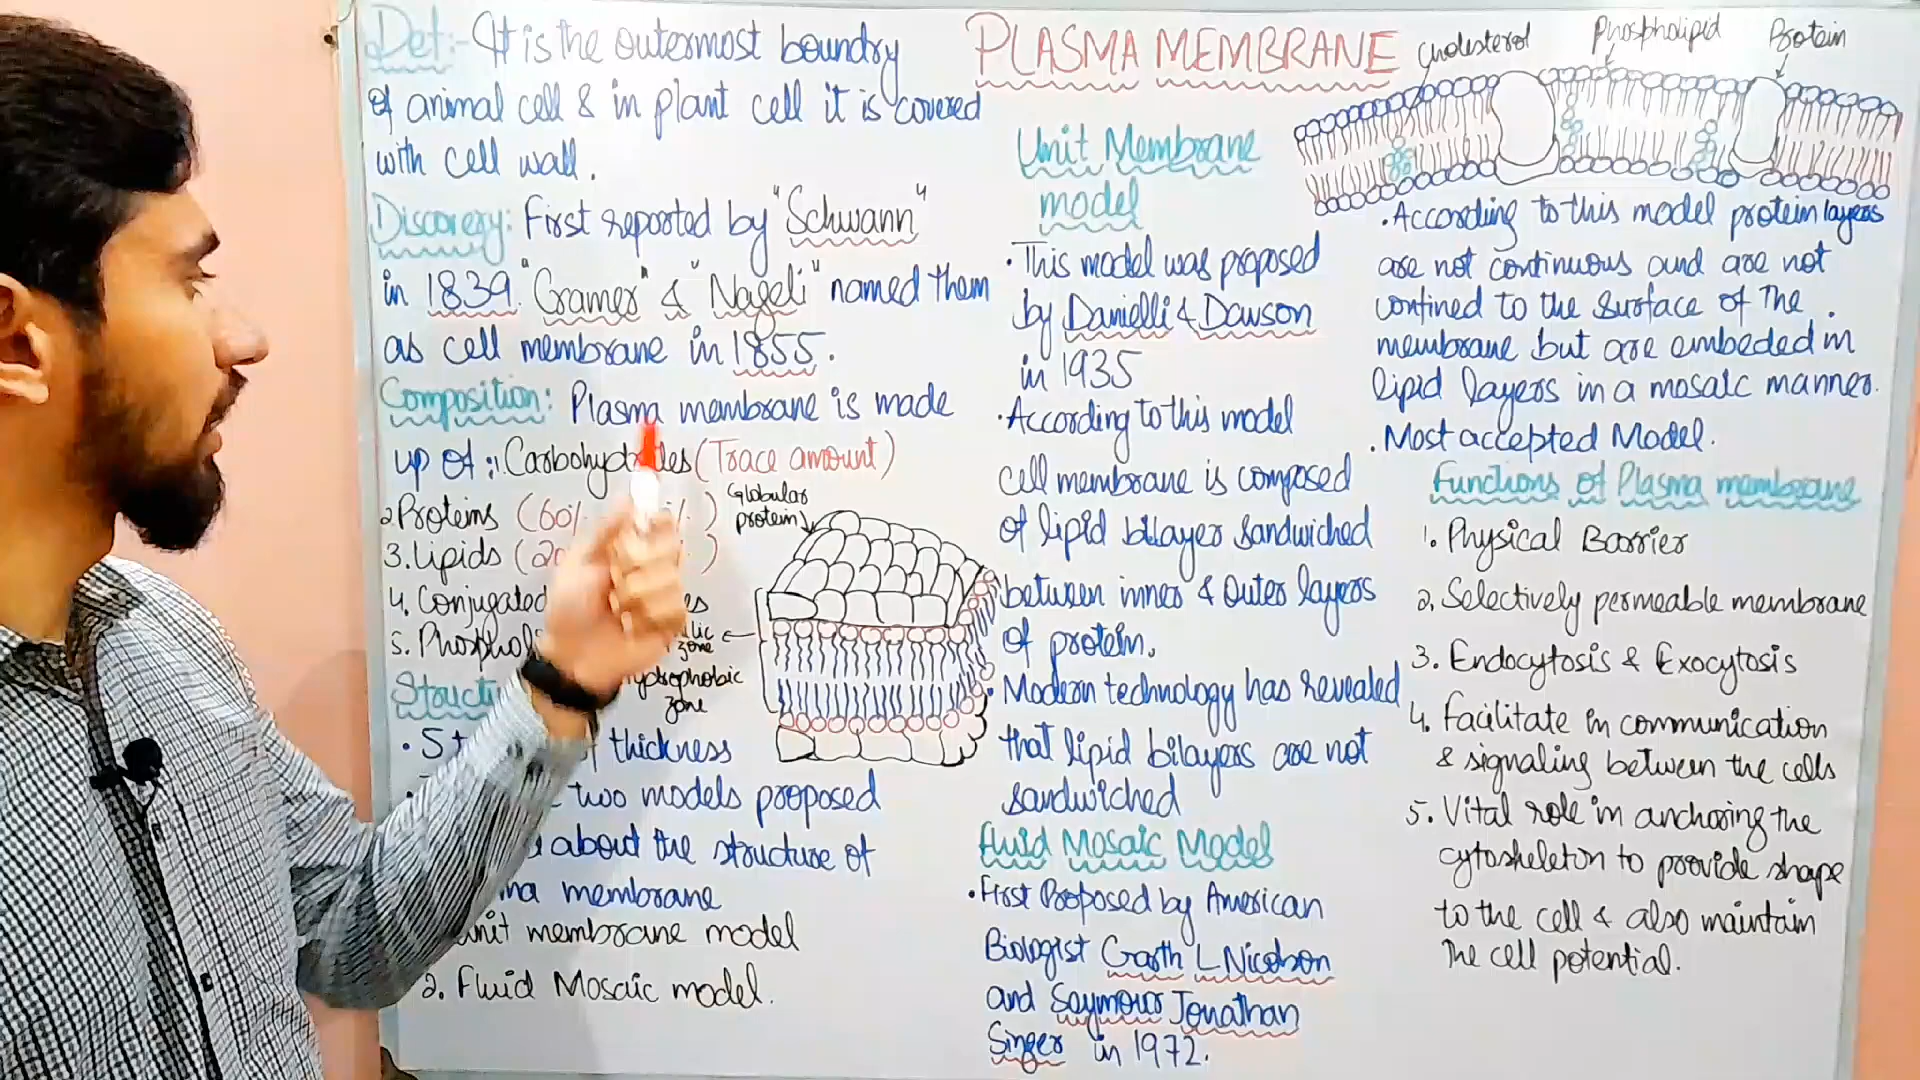 Def:- It is the outermost boundry
of animal cell & in plant cell it is covered
with cell wall.
Discovery: First reported by "Schwann"
in 1839. "Cramer" & "Nageli" named them
as cell membrane in 1855.
Composition: Plasma membrane is made
up of: 1. Carbohydrates (Trace amount)
2. Proteins (60%
3. Lipids (20
4. Conjugated
5. Phosphol
Globular
protein
zone
Hydrophobic
zone
thickness
two models proposed
about the structure of
membrane
unit membrane model
2. Fluid Mosaic model.
PLASMA MEMBRANE
Unit Membrane
model
• This model was proposed
by Danielli & Dawson
in 1935
• According to this model
cell membrane is composed
of lipid bilayer sandwiched
between inner & outer layers
of protein.
• Modern technology has revealed
that lipid bilayers are not
sandwiched
Fluid Mosaic Model
• First Proposed by American
Biologist Garth L Nicolson
and Seymour Jonathan
Singer in 1972.
Cholesterol
Phospholipid
Protein
• According to this model protein layers
are not continuous and are not
confined to the surface of The
membrane but are embeded in
lipid layers in a mosaic manner.
• Most accepted Model.
Functions of Plasma membrane
1. Physical Barrier
2. Selectively permeable membrane
3. Endocytosis & Exocytosis
4. Facilitate in communication
& signaling between the cells
5. Vital role in anchoring the
cytoskeleton to provide shape
to the cell & also maintain
The cell potential.